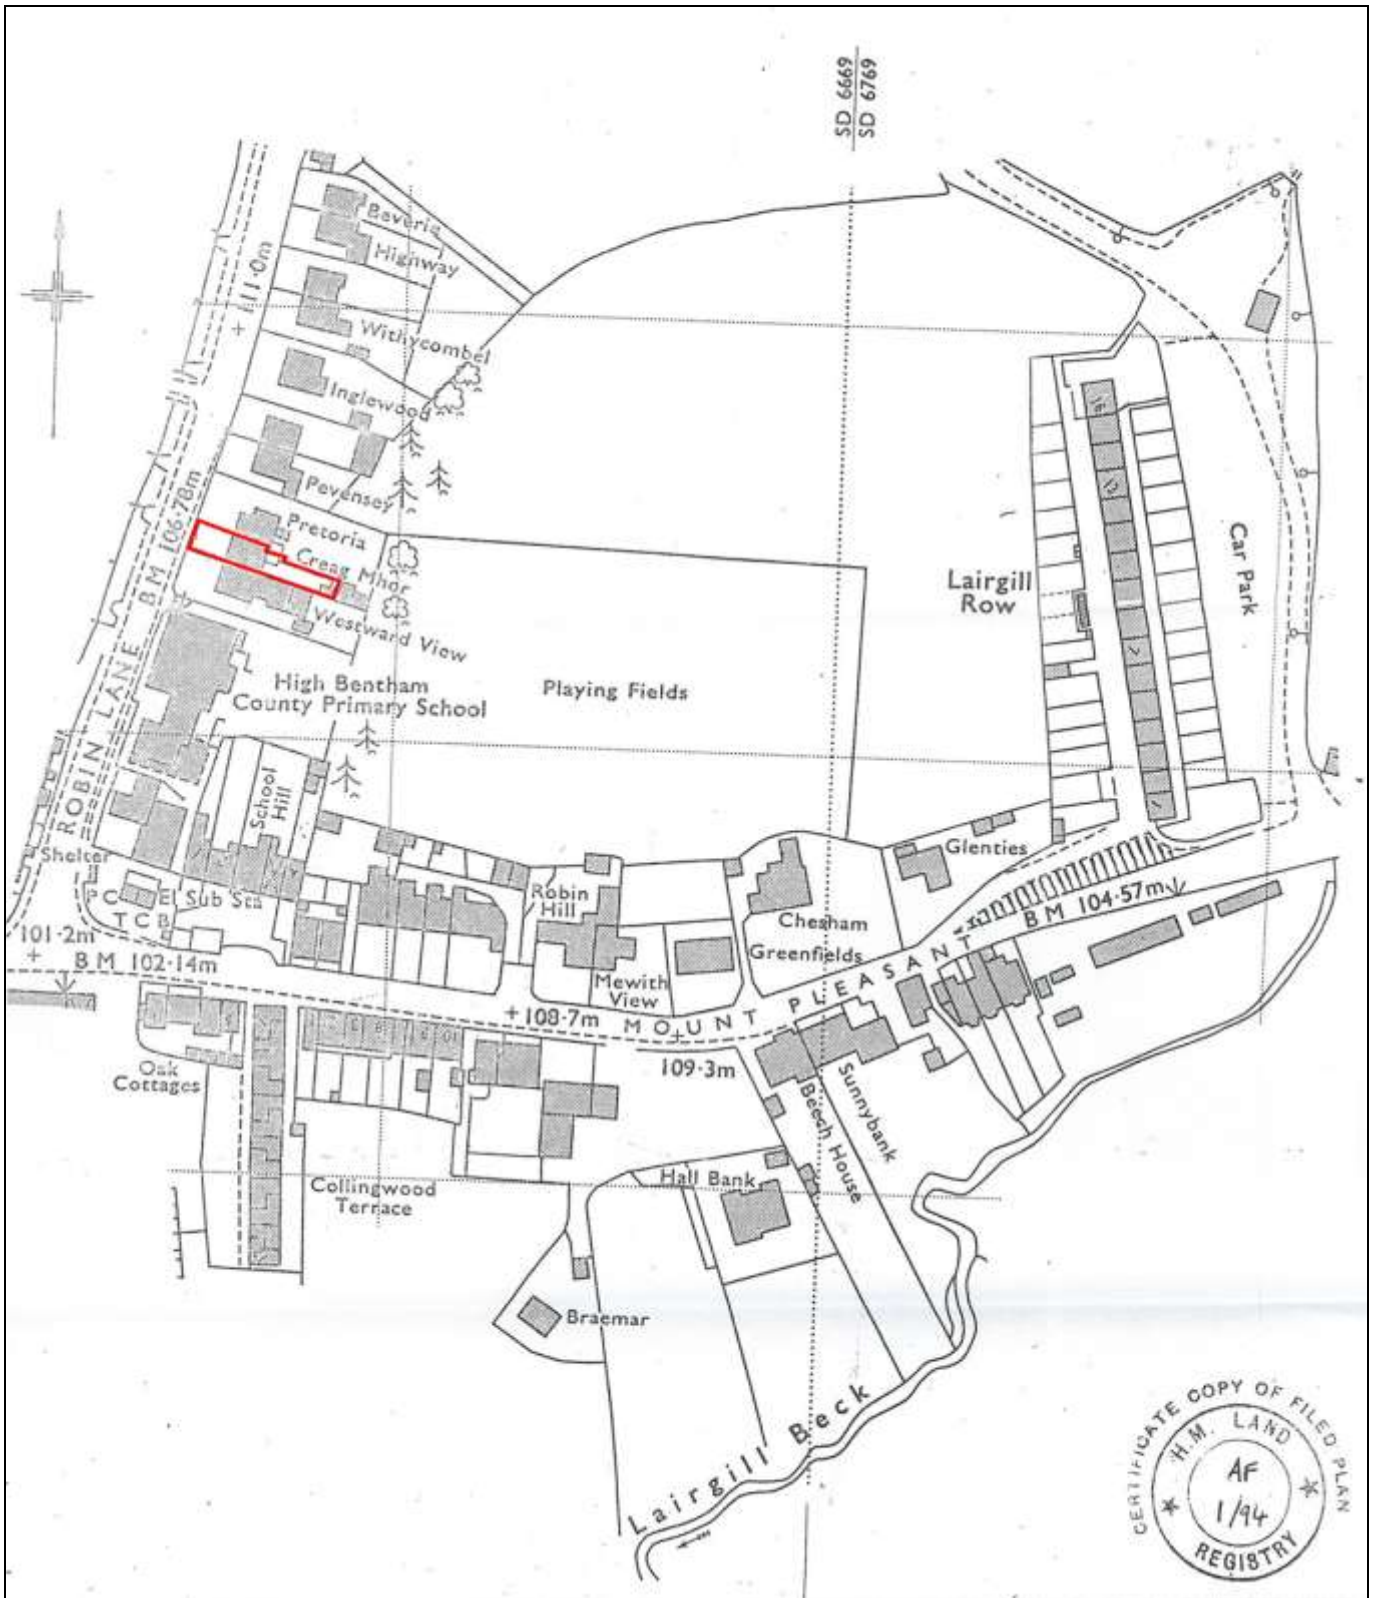 SD 6669
SD 6769
Beveria
Highway
111·0m
Withycombel
Inglewood
Pevensey
BM 106·78m
Pretoria
Creag Mhor
Westward View
High Bentham
County Primary School
Playing Fields
Lairgill
Row
16
Car Park
7
1
ROBIN LANE
School
Hill
Shelter
P C
El Sub Sta
T C B
101·2m
BM 102·14m
Robin
Hill
Mewith
View
Chesham
Greenfields
Glenties
BM 104·57m
MOUNT PLEASANT
108·7m
109·3m
Oak
Cottages
Collingwood
Terrace
Sunnybank
Beech House
Hall Bank
Braemar
Lairgill Beck
CERTIFICATE COPY OF FILED PLAN
H.M. LAND
AF
1/94
REGISTRY